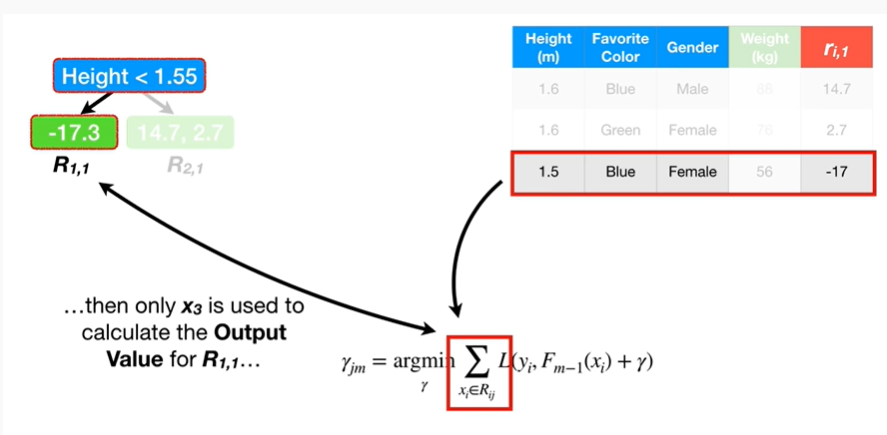 Height < 1.55
-17.3 14.7, 2.7
R1,1 R2,1
Height (m) Favorite Color Gender Weight (kg) ri,1
1.6 Blue Male 88 14.7
1.6 Green Female 76 2.7
1.5 Blue Female 56 -17
…then only x3 is used to
calculate the Output
Value for R1,1…
γjm = argmin γ ∑ xi∈Rij L(yi, Fm−1(xi) + γ)